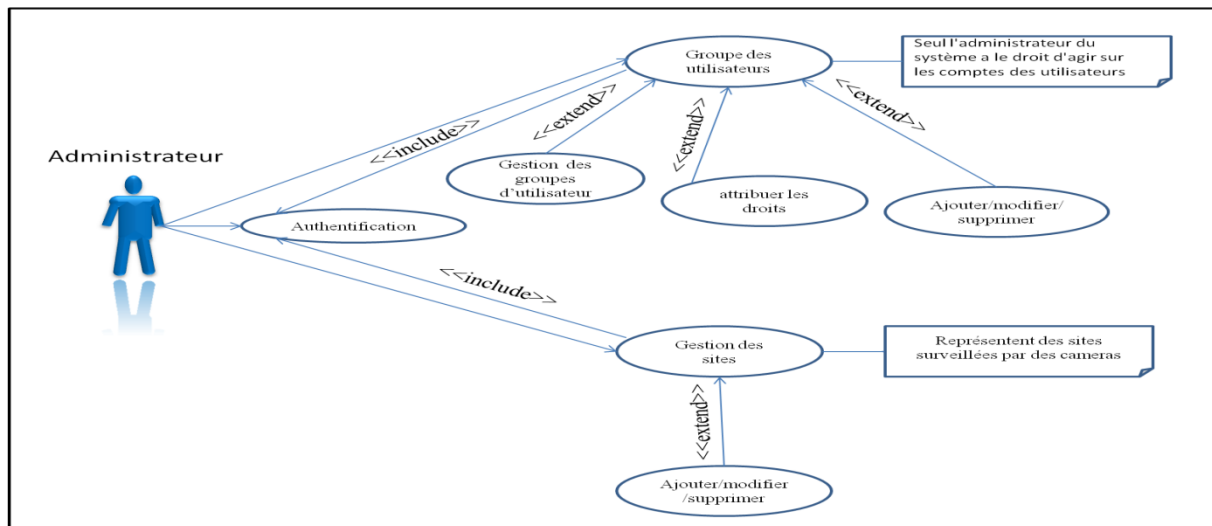 Groupe des
utilisateurs
Seul l'administrateur du
système a le droit d'agir sur
les comptes des utilisateurs
<<include>>
<<extend>>
<<extend>>
<<extend>>
Administrateur
Gestion des
groupes
d'utilisateur
attribuer les
droits
Ajouter/modifier/
supprimer
Authentification
<<include>>
Gestion des
sites
Représentent des sites
surveillées par des cameras
<<extend>>
Ajouter/modifier
/supprimer